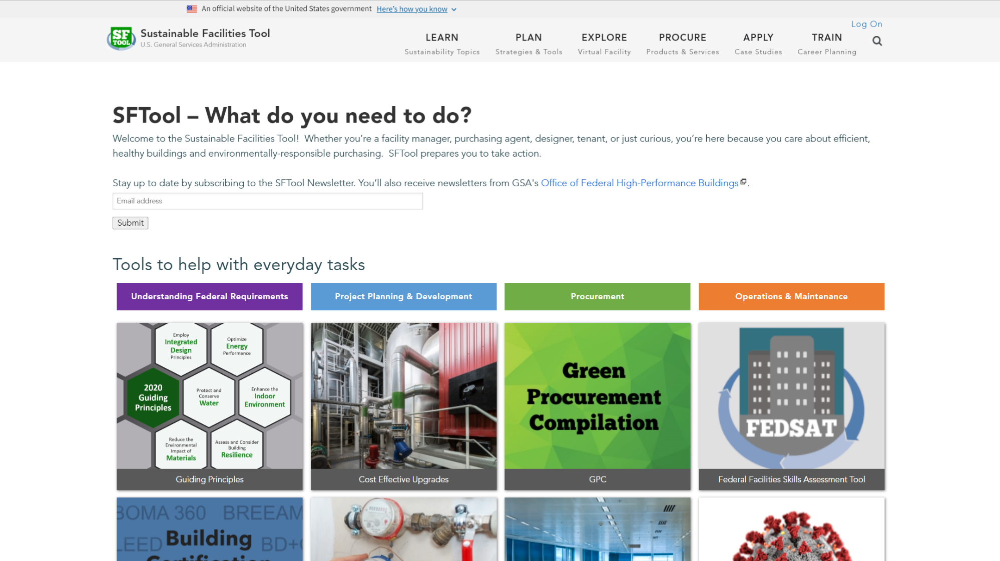 An official website of the United States government Here's how you know
Log On
SF
TOOL
Sustainable Facilities Tool
U.S. General Services Administration
LEARN
Sustainability Topics
PLAN
Strategies & Tools
EXPLORE
Virtual Facility
PROCURE
Products & Services
APPLY
Case Studies
TRAIN
Career Planning
SFTool – What do you need to do?
Welcome to the Sustainable Facilities Tool!  Whether you're a facility manager, purchasing agent, designer, tenant, or just curious, you're here because you care about efficient,
healthy buildings and environmentally-responsible purchasing.  SFTool prepares you to take action.
Stay up to date by subscribing to the SFTool Newsletter. You'll also receive newsletters from GSA's Office of Federal High-Performance Buildings.
Email address
Submit
Tools to help with everyday tasks
Understanding Federal Requirements
Project Planning & Development
Procurement
Operations & Maintenance
Employ
Integrated
Design
Principles
Optimize
Energy
Performance
2020
Guiding
Principles
Protect and
Conserve
Water
Enhance the
Indoor
Environment
Reduce the
Environmental
Impact of
Materials
Assess and Consider
Building
Resilience
Guiding Principles
Cost Effective Upgrades
Green
Procurement
Compilation
GPC
FEDSAT
Federal Facilities Skills Assessment Tool
BOMA 360 BREEAM
LEED Building BD+C
Certification